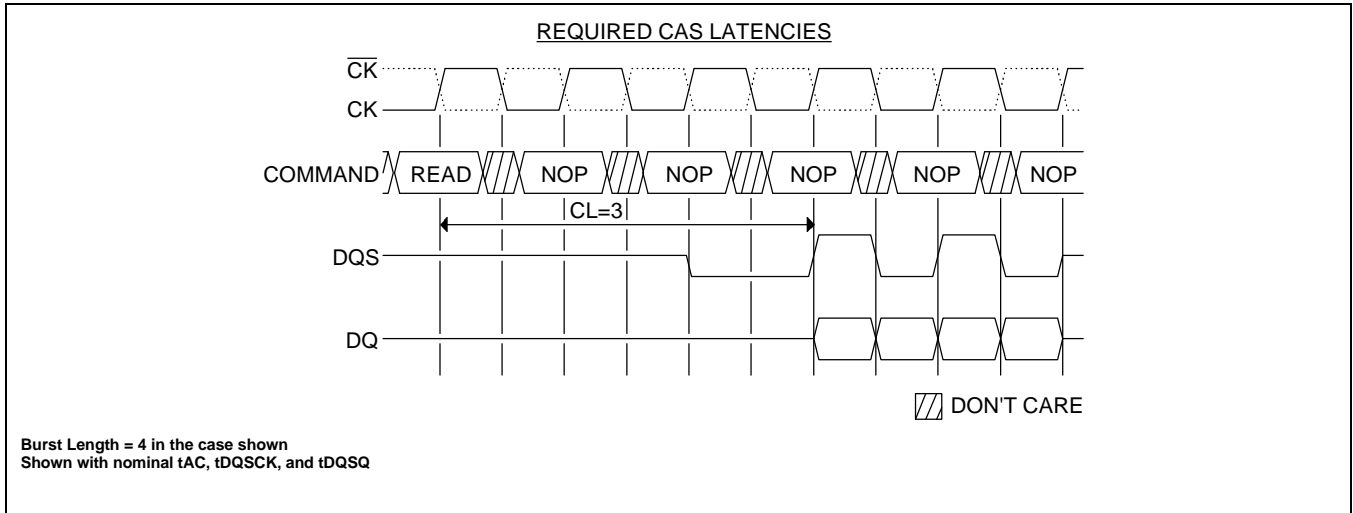 REQUIRED CAS LATENCIES
CK
CK
COMMAND READ NOP NOP NOP NOP NOP
CL=3
DQS
DQ
DON'T CARE
Burst Length = 4 in the case shown
Shown with nominal tAC, tDQSCK, and tDQSQ